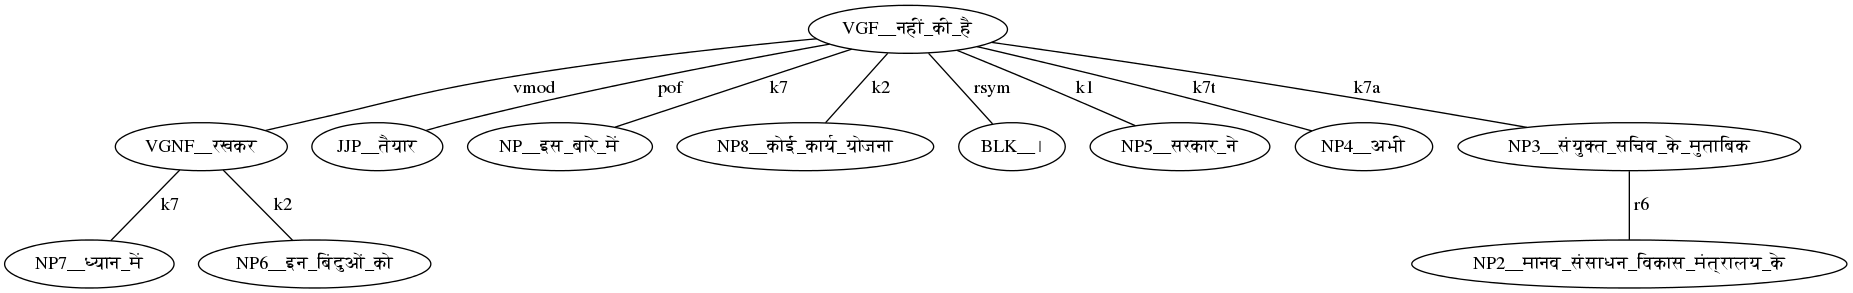 VGF__नहीं_की_है
vmod pof k7 k2 rsym k1 k7t k7a
VGNF__रखकर JJP__तैयार NP__इस_बारे_में NP8__कोई_कार्य_योजना BLK__। NP5__सरकार_ने NP4__अभी NP3__संयुक्त_सचिव_के_मुताबिक
k7 k2 r6
NP7__ध्यान_में NP6__इन_बिंदुओं_को NP2__मानव_संसाधन_विकास_मंत्रालय_के